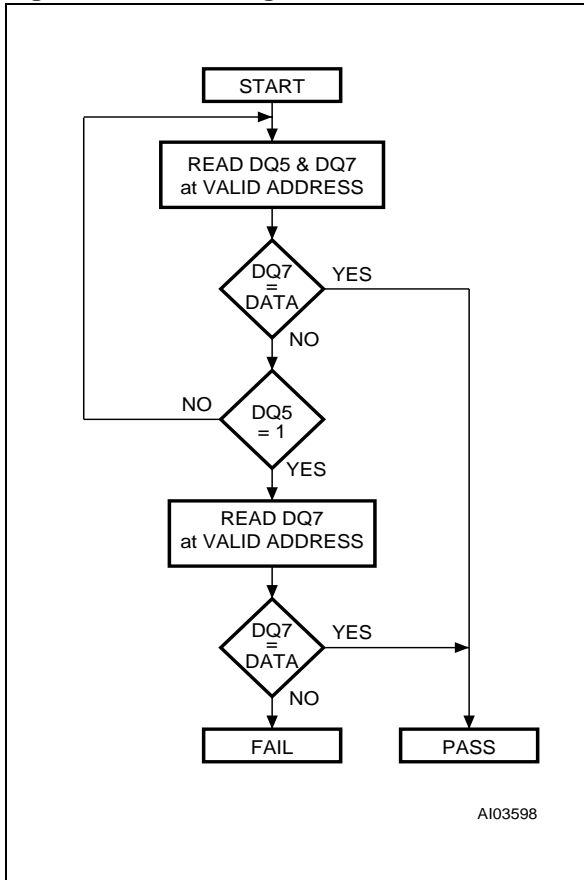 START
READ DQ5 & DQ7
at VALID ADDRESS
DQ7
=
DATA
YES
NO
DQ5
= 1
NO
YES
READ DQ7
at VALID ADDRESS
DQ7
=
DATA
YES
NO
FAIL
PASS
AI03598